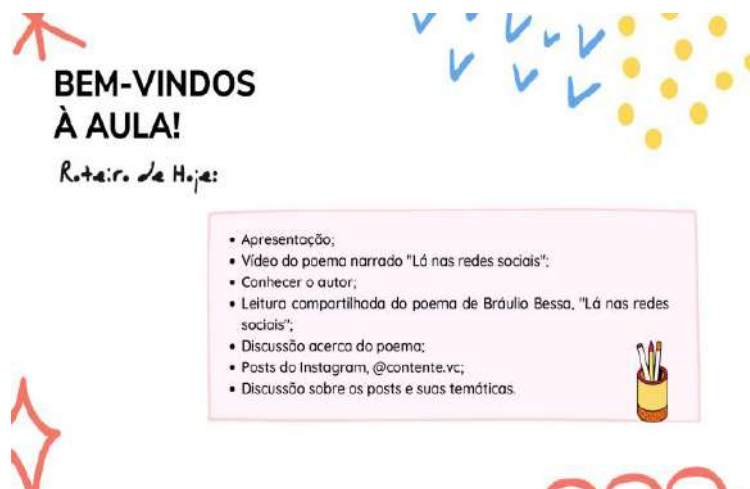 BEM-VINDOS
À AULA!
Roteiro de Hoje:
• Apresentação;
• Vídeo do poema narrado "Lá nas redes sociais";
• Conhecer o autor;
• Leitura compartilhada do poema de Bráulio Bessa, "Lá nas redes
sociais";
• Discussão acerca do poema;
• Posts do Instagram, @contente.vc;
• Discussão sobre os posts e suas temáticas.